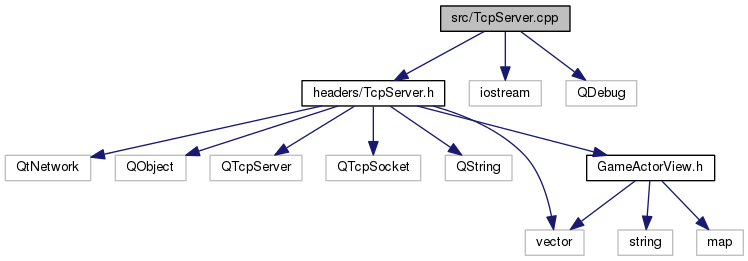 src/TcpServer.cpp
headers/TcpServer.h
iostream
QDebug
QtNetwork
QObject
QTcpServer
QTcpSocket
QString
GameActorView.h
vector
string
map